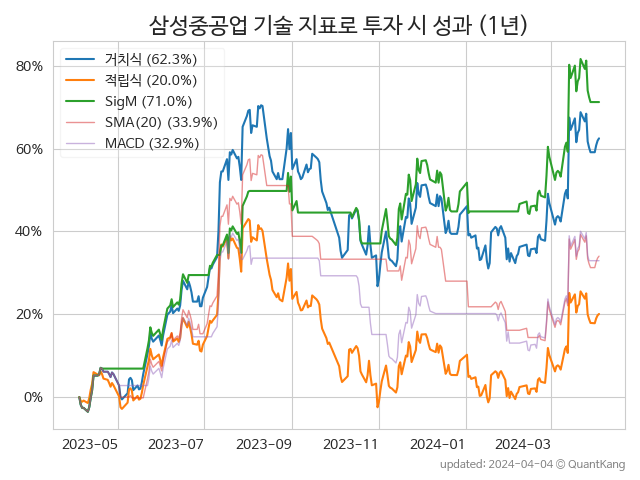 삼성중공업 기술 지표로 투자 시 성과 (1년)
거치식 (62.3%)
적립식 (20.0%)
SigM (71.0%)
SMA(20) (33.9%)
MACD (32.9%)
80%
60%
40%
20%
0%
2023-05 2023-07 2023-09 2023-11 2024-01 2024-03
updated: 2024-04-04 © QuantKang